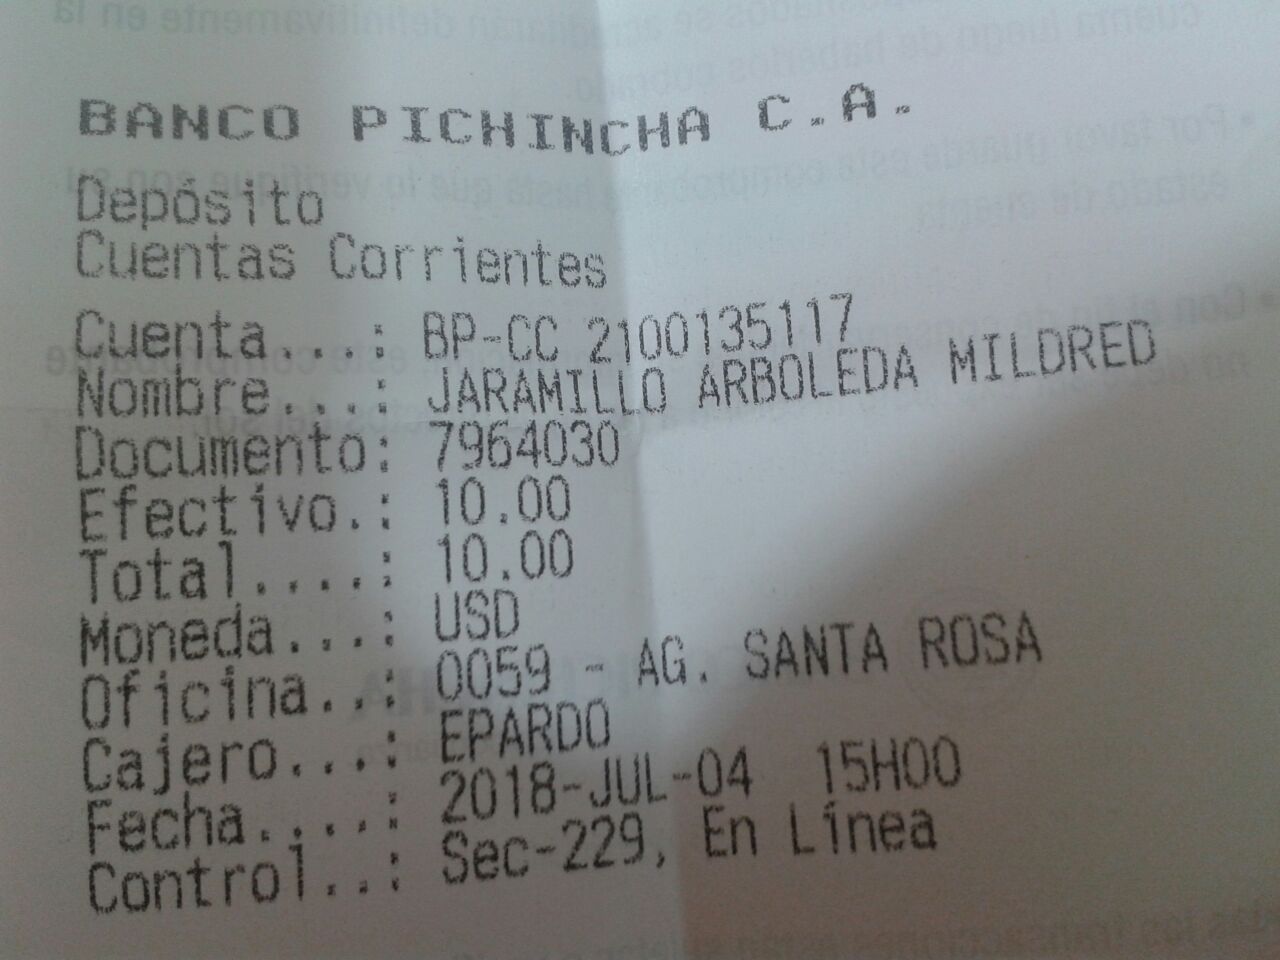 BANCO PICHINCHA C.A.
Depósito
Cuentas Corrientes
Cuenta...: BP-CC 2100135117
Nombre...: JARAMILLO ARBOLEDA MILDRED
Documento: 7964030
Efectivo.: 10.00
Total....: 10.00
Moneda...: USD
Oficina..: 0059 - AG. SANTA ROSA
Cajero...: EPARDO
Fecha....: 2018-JUL-04 15H00
Control..: Sec-229, En Línea